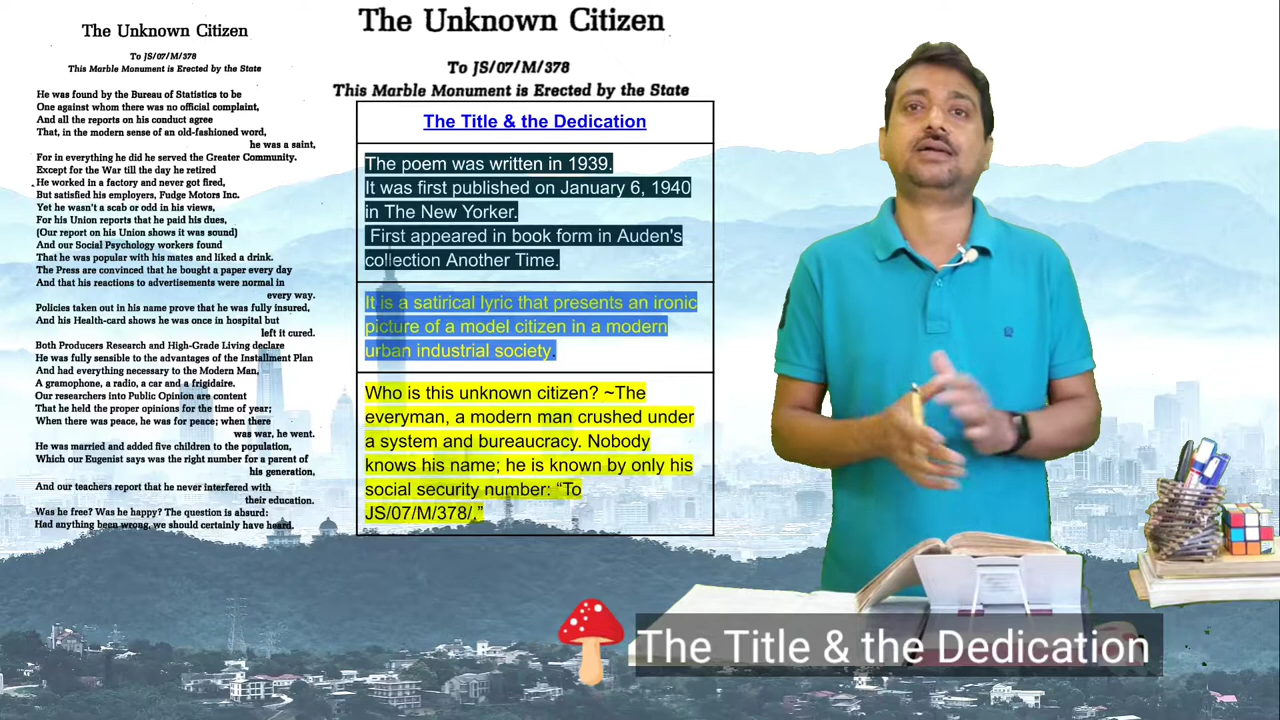 The Unknown Citizen
To JS/07/M/378
This Marble Monument is Erected by the State
He was found by the Bureau of Statistics to be
One against whom there was no official complaint,
And all the reports on his conduct agree
That, in the modern sense of an old-fashioned word,
he was a saint,
For in everything he did he served the Greater Community.
Except for the War till the day he retired
He worked in a factory and never got fired,
But satisfied his employers, Fudge Motors Inc.
Yet he wasn't a scab or odd in his views,
For his Union reports that he paid his dues,
(Our report on his Union shows it was sound)
And our Social Psychology workers found
That he was popular with his mates and liked a drink.
The Press are convinced that he bought a paper every day
And that his reactions to advertisements were normal in
every way.
Policies taken out in his name prove that he was fully insured,
And his Health-card shows he was once in hospital but
left it cured.
Both Producers Research and High-Grade Living declare
He was fully sensible to the advantages of the Installment Plan
And had everything necessary to the Modern Man,
A gramophone, a radio, a car and a frigidaire.
Our researchers into Public Opinion are content
That he held the proper opinions for the time of year;
When there was peace, he was for peace; when there
was war, he went.
He was married and added five children to the population,
Which our Eugenist says was the right number for a parent of
his generation,
And our teachers report that he never interfered with
their education.
Was he free? Was he happy? The question is absurd:
Had anything been wrong, we should certainly have heard.
The Unknown Citizen
To JS/07/M/378
This Marble Monument is Erected by the State
The Title & the Dedication
The poem was written in 1939.
It was first published on January 6, 1940
in The New Yorker.
First appeared in book form in Auden's
collection Another Time.
It is a satirical lyric that presents an ironic
picture of a model citizen in a modern
urban industrial society.
Who is this unknown citizen? ~The
everyman, a modern man crushed under
a system and bureaucracy. Nobody
knows his name; he is known by only his
social security number: “To
JS/07/M/378/.”
The Title & the Dedication